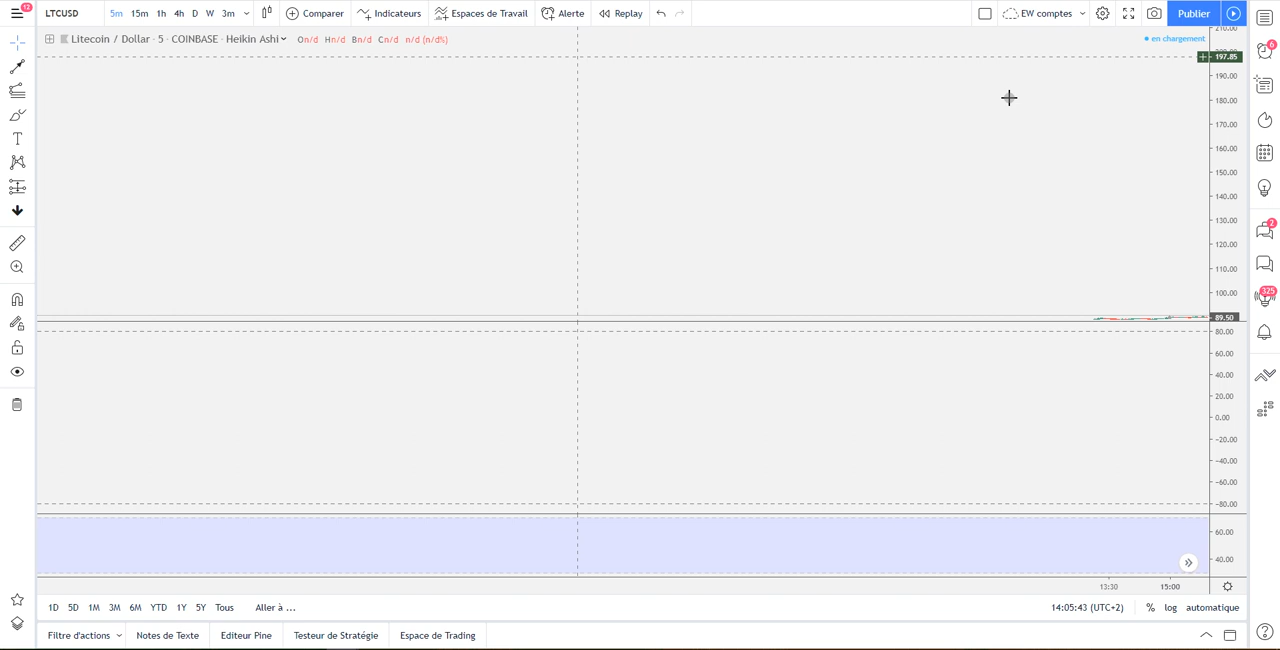 12
LTCUSD
5m 15m 1h 4h D W 3m
Comparer
Indicateurs
Espaces de Travail
Alerte
Replay
EW comptes
Publier
Litecoin / Dollar · 5 · COINBASE · Heikin Ashi
On/d Hn/d Bn/d Cn/d n/d (n/d%)
en chargement
210.00
197.85
190.00
180.00
170.00
160.00
150.00
140.00
130.00
120.00
110.00
100.00
89.50
80.00
60.00
40.00
20.00
0.00
−20.00
−40.00
−60.00
−80.00
60.00
40.00
13:30 15:00
6
2
325
1D 5D 1M 3M 6M YTD 1Y 5Y Tous
Aller à ...
14:05:43 (UTC+2) % log automatique
Filtre d'actions
Notes de Texte
Editeur Pine
Testeur de Stratégie
Espace de Trading